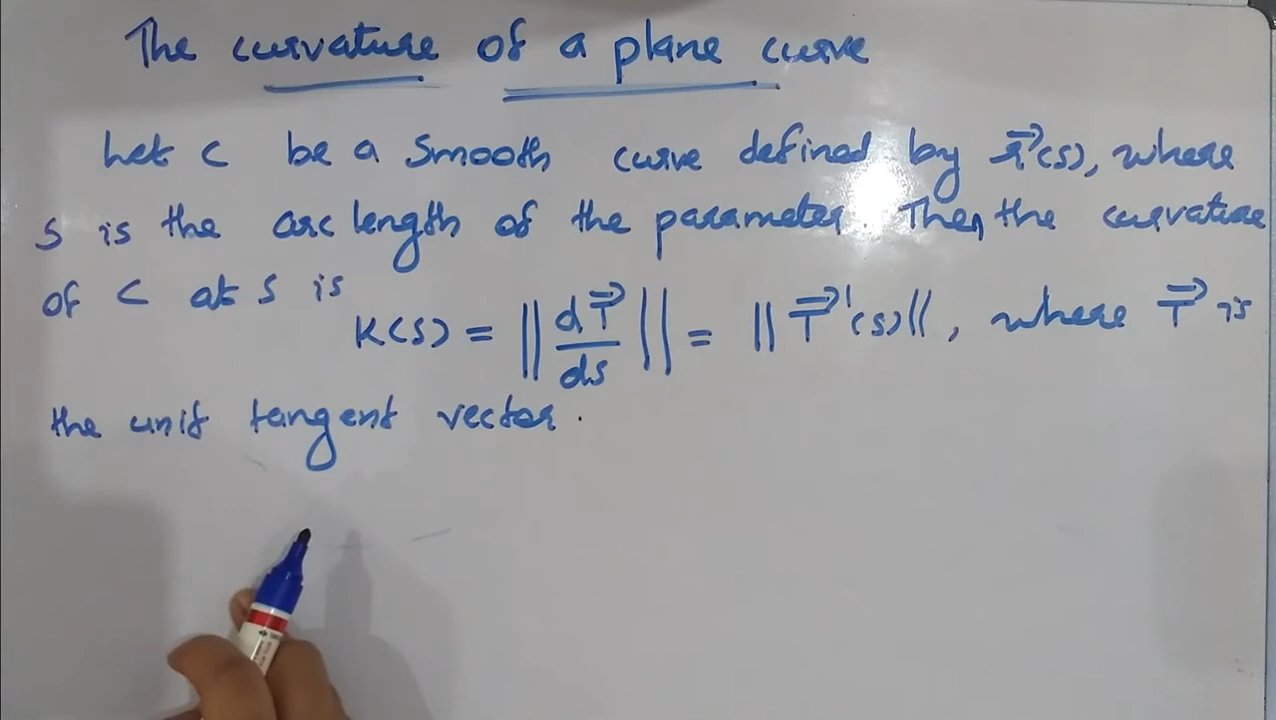 The curvature of a plane curve
Let C be a smooth curve defined by r⃗(s), where
s is the arc length of the parameter. Then the curvature
of C at s is
K(s) = ||dT⃗/ds|| = ||T⃗'(s)||, where T⃗ is
the unit tangent vector.